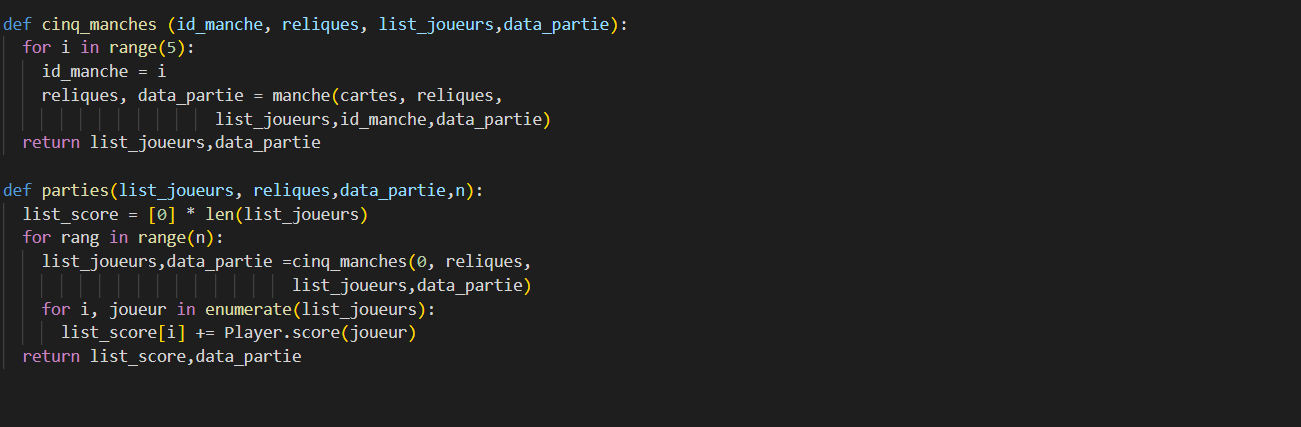 def cinq_manches (id_manche, reliques, list_joueurs,data_partie):
  for i in range(5):
    id_manche = i
    reliques, data_partie = manche(cartes, reliques,
                      list_joueurs,id_manche,data_partie)
  return list_joueurs,data_partie

def parties(list_joueurs, reliques,data_partie,n):
  list_score = [0] * len(list_joueurs)
  for rang in range(n):
    list_joueurs,data_partie =cinq_manches(0, reliques,
                              list_joueurs,data_partie)
    for i, joueur in enumerate(list_joueurs):
      list_score[i] += Player.score(joueur)
  return list_score,data_partie